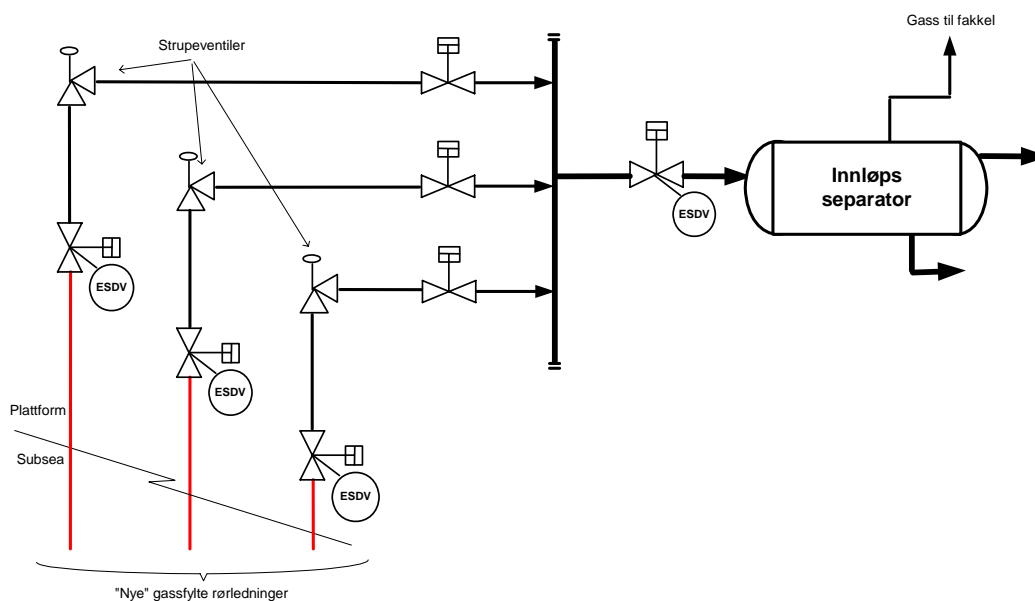 Gass til fakkel
Strupeventiler
Innløps
separator
ESDV
ESDV
ESDV
ESDV
Plattform
Subsea
"Nye" gassfylte rørledninger